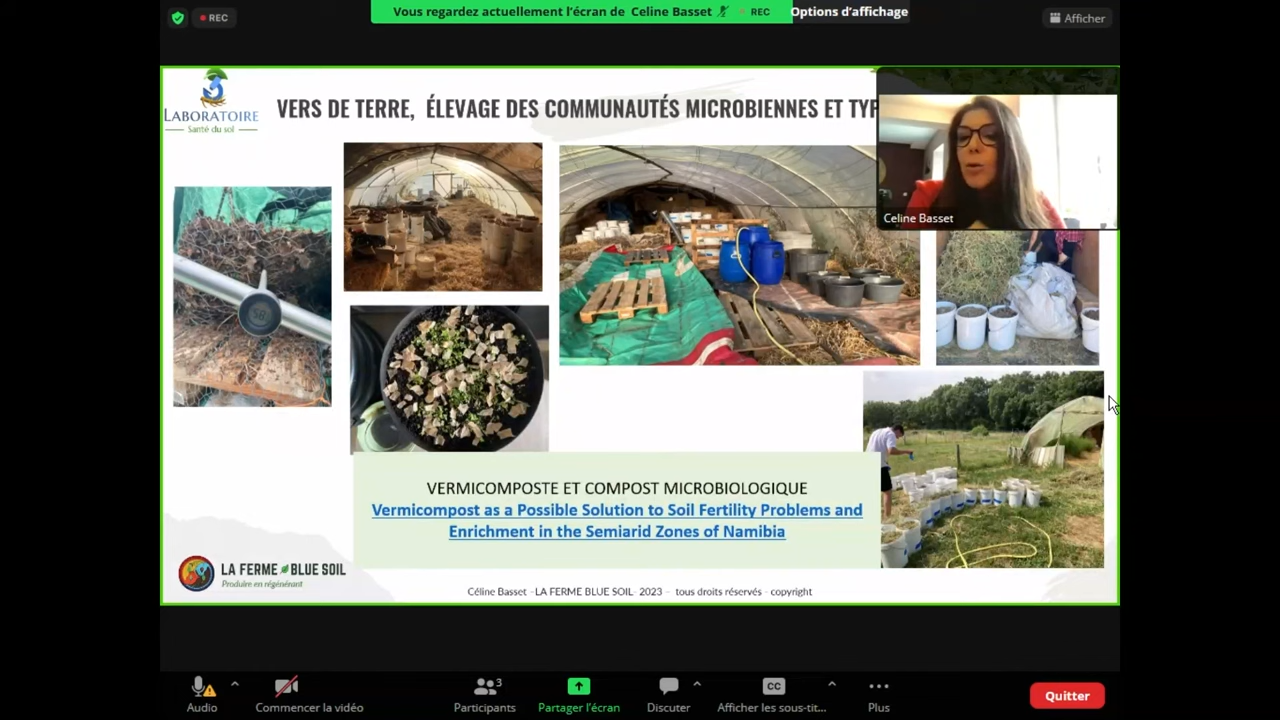 REC
Vous regardez actuellement l'écran de Celine Basset
REC
Options d'affichage
Afficher
LABORATOIRE
Santé du sol
VERS DE TERRE, ÉLEVAGE DES COMMUNAUTÉS MICROBIENNES ET TYP
Celine Basset
58
VERMICOMPOSTE ET COMPOST MICROBIOLOGIQUE
Vermicompost as a Possible Solution to Soil Fertility Problems and
Enrichment in the Semiarid Zones of Namibia
LA FERME BLUE SOIL
Produire en régénérant
Céline Basset - LA FERME BLUE SOIL- 2023 - tous droits réservés - copyright
3
CC
Audio
Commencer la vidéo
Participants
Partager l'écran
Discuter
Afficher les sous-tit...
Plus
Quitter